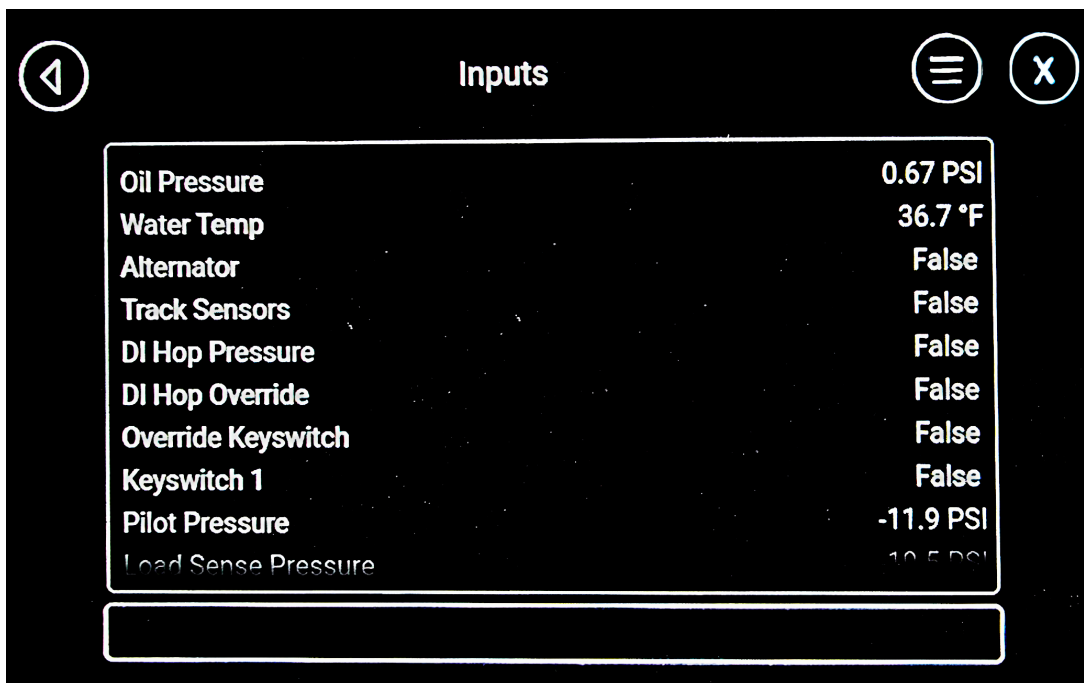 Inputs
X
Oil Pressure 0.67 PSI
Water Temp 36.7 °F
Alternator False
Track Sensors False
DI Hop Pressure False
DI Hop Override False
Override Keyswitch False
Keyswitch 1 False
Pilot Pressure -11.9 PSI
Load Sense Pressure PSI